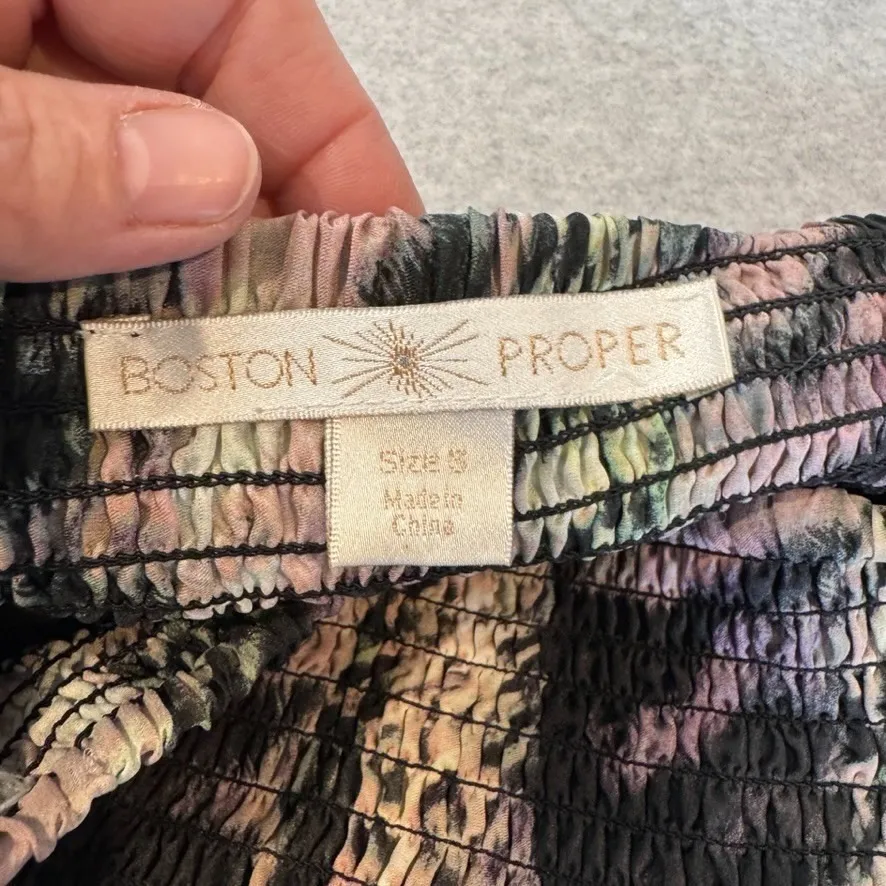 BOSTON PROPER
Size S
Made in
China